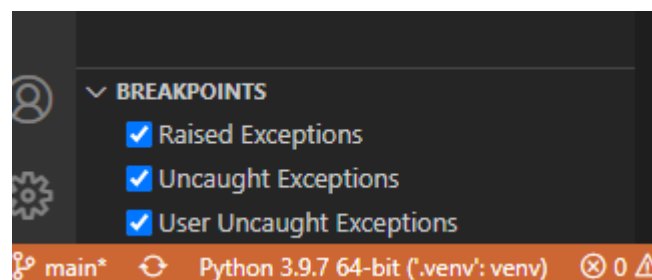 BREAKPOINTS
Raised Exceptions
Uncaught Exceptions
User Uncaught Exceptions
main* Python 3.9.7 64-bit ('.venv': venv) 0